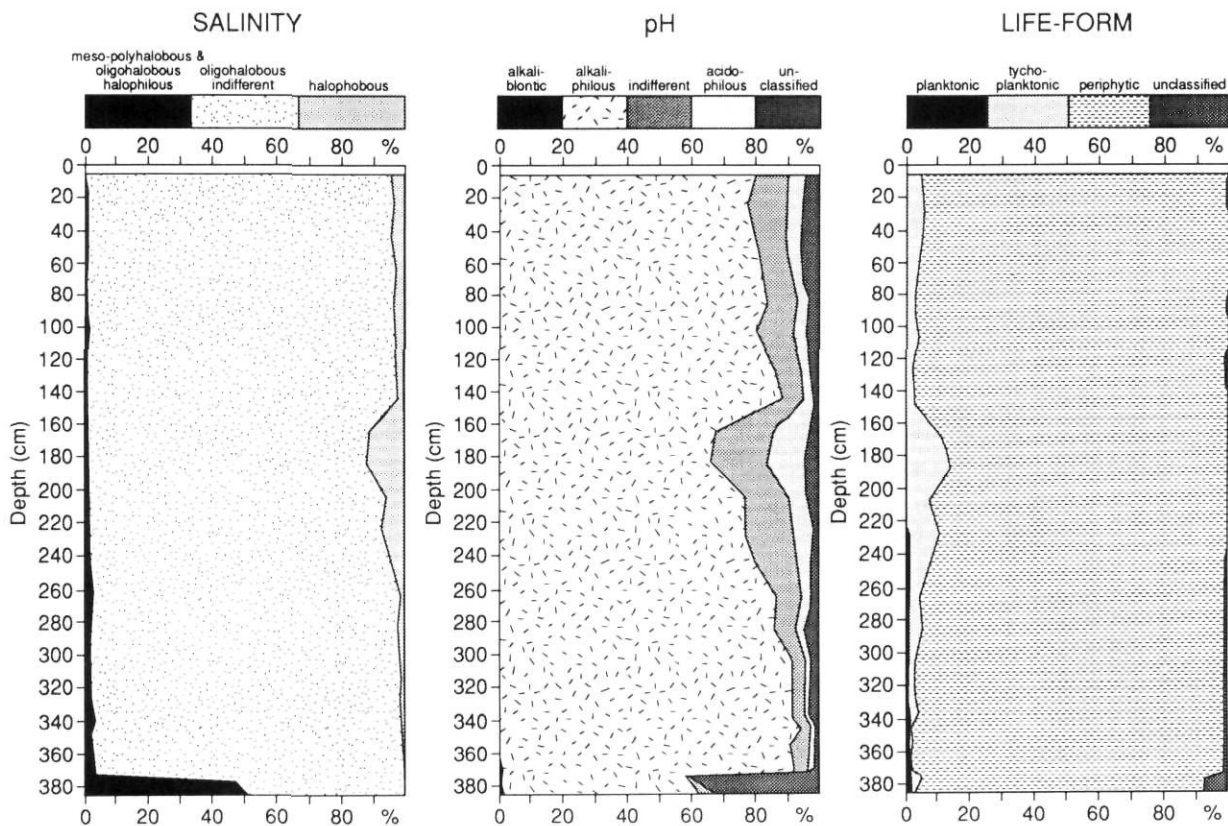 SALINITY
meso-polyhalobous &
oligohalobous
halophilous
oligohalobous
indifferent
halophobous
0 20 40 60 80 %
Depth (cm)
0
20
40
60
80
100
120
140
160
180
200
220
240
260
280
300
320
340
360
380
0 20 40 60 80 %
pH
alkali-
biontic
alkali-
philous
indifferent
acido-
philous
un-
classified
0 20 40 60 80 %
Depth (cm)
0
20
40
60
80
100
120
140
160
180
200
220
240
260
280
300
320
340
360
380
0 20 40 60 80 %
LIFE-FORM
planktonic
tycho-
planktonic
periphytic
unclassified
0 20 40 60 80 %
Depth (cm)
0
20
40
60
80
100
120
140
160
180
200
220
240
260
280
300
320
340
360
380
0 20 40 60 80 %